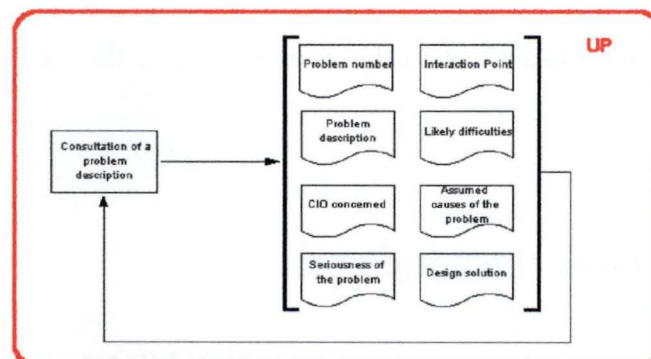 UP
Consultation of a
problem
description
Problem number
Interaction Point
Problem
description
Likely difficulties
CIO concerned
Assumed
causes of the
problem
Seriousness of
the problem
Design solution